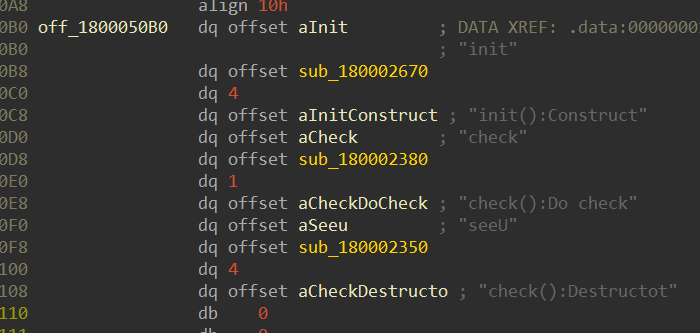 0A8 align 10h
0B0 off_1800050B0 dq offset aInit ; DATA XREF: .data:0000000
0B0 ; "init"
0B8 dq offset sub_180002670
0C0 dq 4
0C8 dq offset aInitConstruct ; "init():Construct"
0D0 dq offset aCheck ; "check"
0D8 dq offset sub_180002380
0E0 dq 1
0E8 dq offset aCheckDoCheck ; "check():Do check"
0F0 dq offset aSeeu ; "seeU"
0F8 dq offset sub_180002350
100 dq 4
108 dq offset aCheckDestructo ; "check():Destructot"
110 db 0
111 db 0